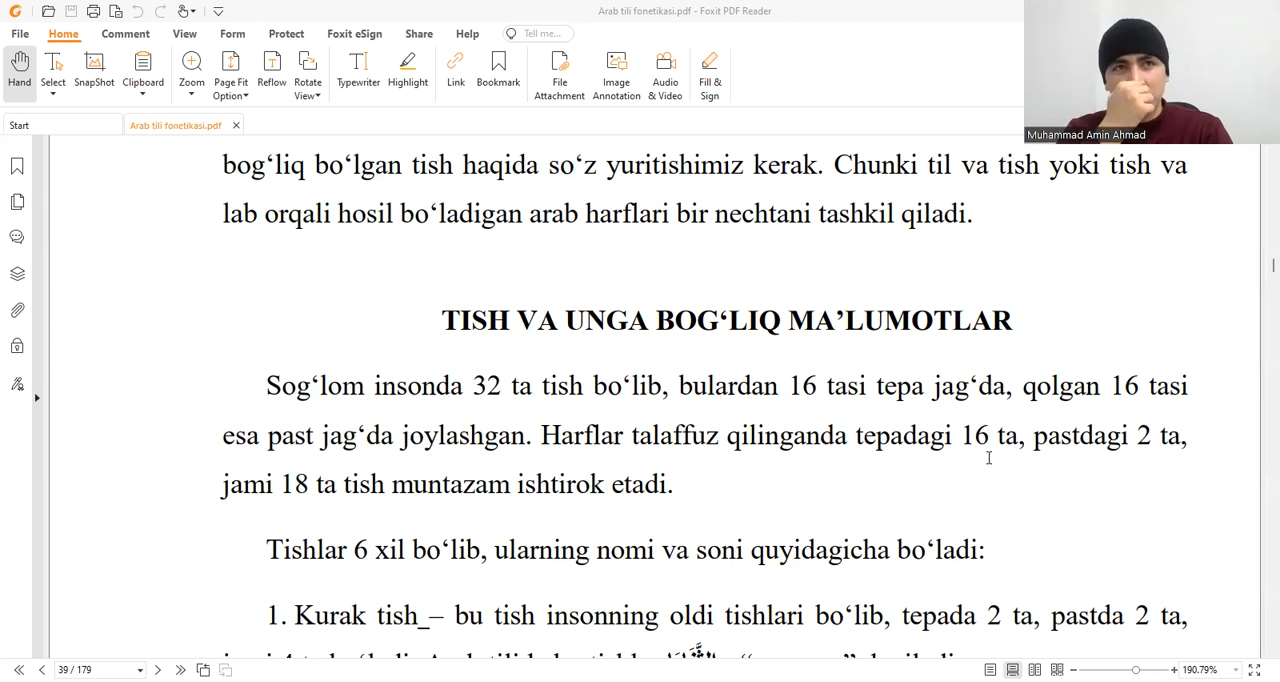 Arab tili fonetikasi.pdf - Foxit PDF Reader
File Home Comment View Form Protect Foxit eSign Share Help Tell me...
Hand Select SnapShot Clipboard Zoom Page Fit Option Reflow Rotate View Typewriter Highlight Link Bookmark File Attachment Image Annotation Audio & Video Fill & Sign
Muhammad Amin Ahmad
Start Arab tili fonetikasi.pdf
bog‘liq bo‘lgan tish haqida so‘z yuritishimiz kerak. Chunki til va tish yoki tish va
lab orqali hosil bo‘ladigan arab harflari bir nechtani tashkil qiladi.
TISH VA UNGA BOG‘LIQ MA’LUMOTLAR
Sog‘lom insonda 32 ta tish bo‘lib, bulardan 16 tasi tepa jag‘da, qolgan 16 tasi
esa past jag‘da joylashgan. Harflar talaffuz qilinganda tepadagi 16 ta, pastdagi 2 ta,
jami 18 ta tish muntazam ishtirok etadi.
Tishlar 6 xil bo‘lib, ularning nomi va soni quyidagicha bo‘ladi:
1. Kurak tish_– bu tish insonning oldi tishlari bo‘lib, tepada 2 ta, pastda 2 ta,
39 / 179
190.79%